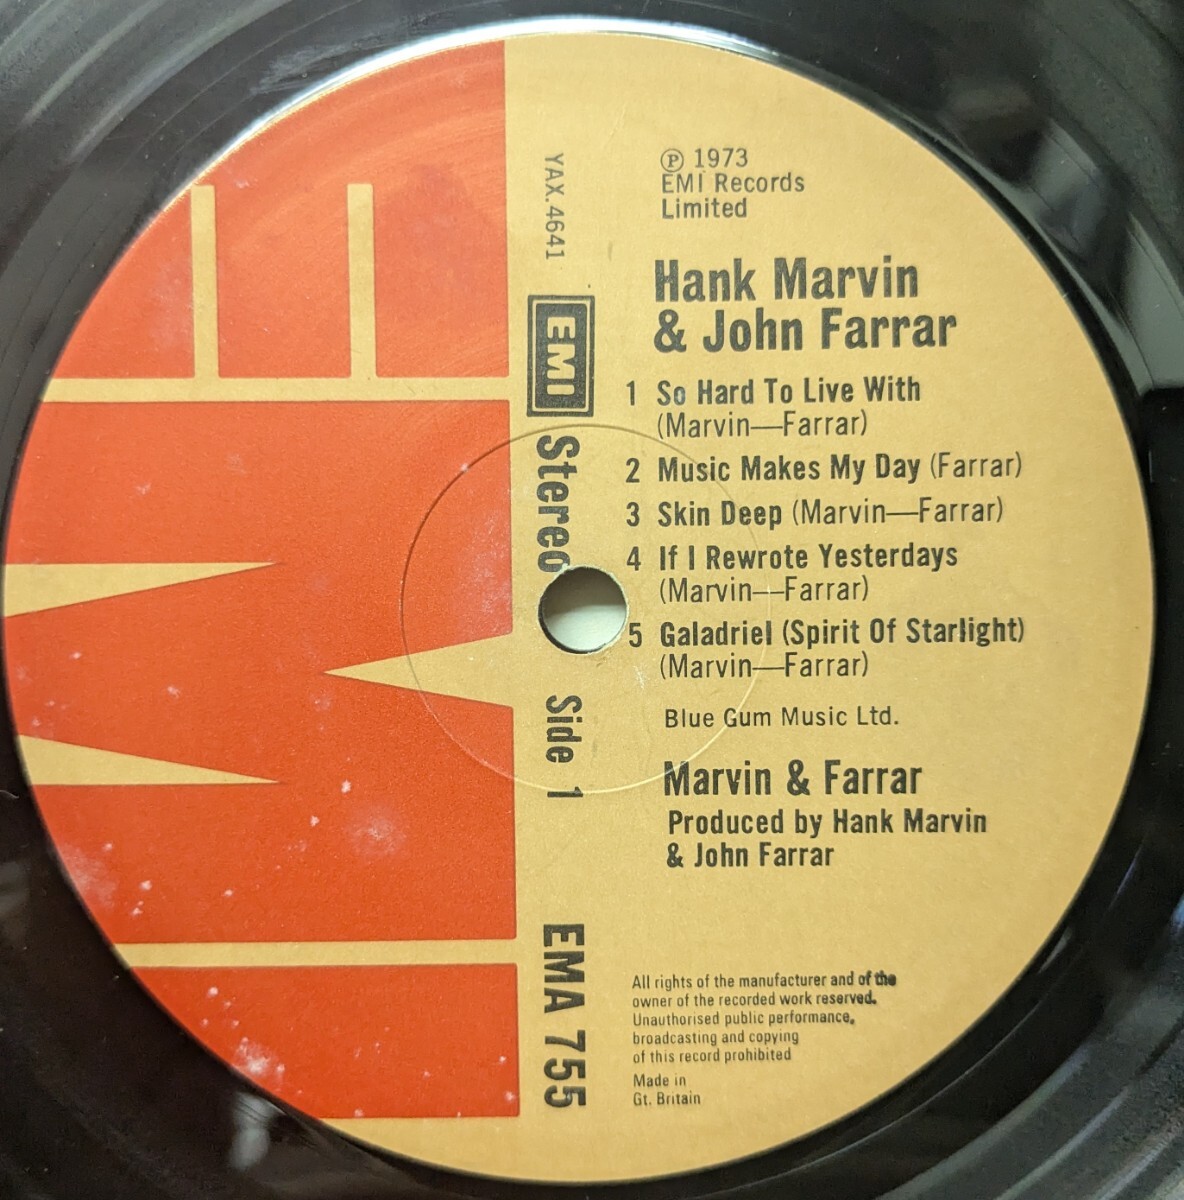 ℗ 1973
EMI Records
Limited
YAX.4641
EMI
Stereo
Side 1
EMA 755
Hank Marvin
& John Farrar
1 So Hard To Live With
(Marvin—Farrar)
2 Music Makes My Day (Farrar)
3 Skin Deep (Marvin—Farrar)
4 If I Rewrote Yesterdays
(Marvin—Farrar)
5 Galadriel (Spirit Of Starlight)
(Marvin—Farrar)
Blue Gum Music Ltd.
Marvin & Farrar
Produced by Hank Marvin
& John Farrar
All rights of the manufacturer and of the
owner of the recorded work reserved.
Unauthorised public performance,
broadcasting and copying
of this record prohibited
Made in
Gt. Britain